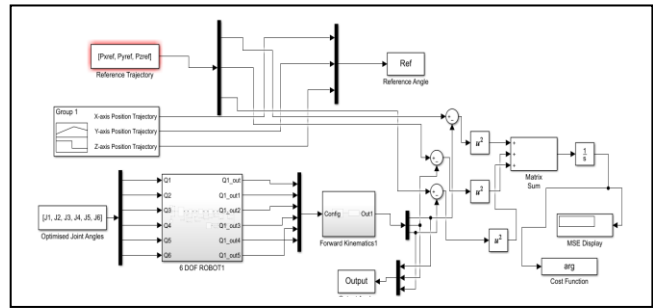 [Pxref, Pyref, Pzref]
Reference Trajectory
Ref
Reference Angle
Group 1
X-axis Position Trajectory
Y-axis Position Trajectory
Z-axis Position Trajectory
u²
u²
u²
Matrix
Sum
1
s
MSE Display
arg
Cost Function
[J1, J2, J3, J4, J5, J6]
Optimised Joint Angles
Q1
Q2
Q3
Q4
Q5
Q6
Q1_out
Q1_out1
Q1_out2
Q1_out3
Q1_out4
Q1_out5
6 DOF ROBOT1
Config
Out1
Forward Kinematics1
Output